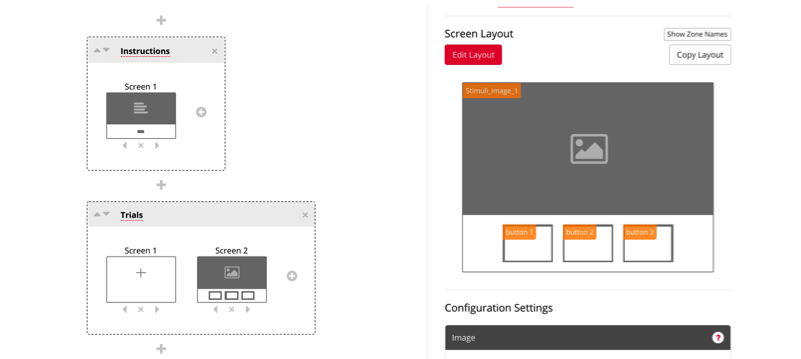 Instructions
Screen 1
Trials
Screen 1
Screen 2
Screen Layout
Show Zone Names
Edit Layout
Copy Layout
Stimuli_image_1
button 1
button 2
button 3
Configuration Settings
Image
?